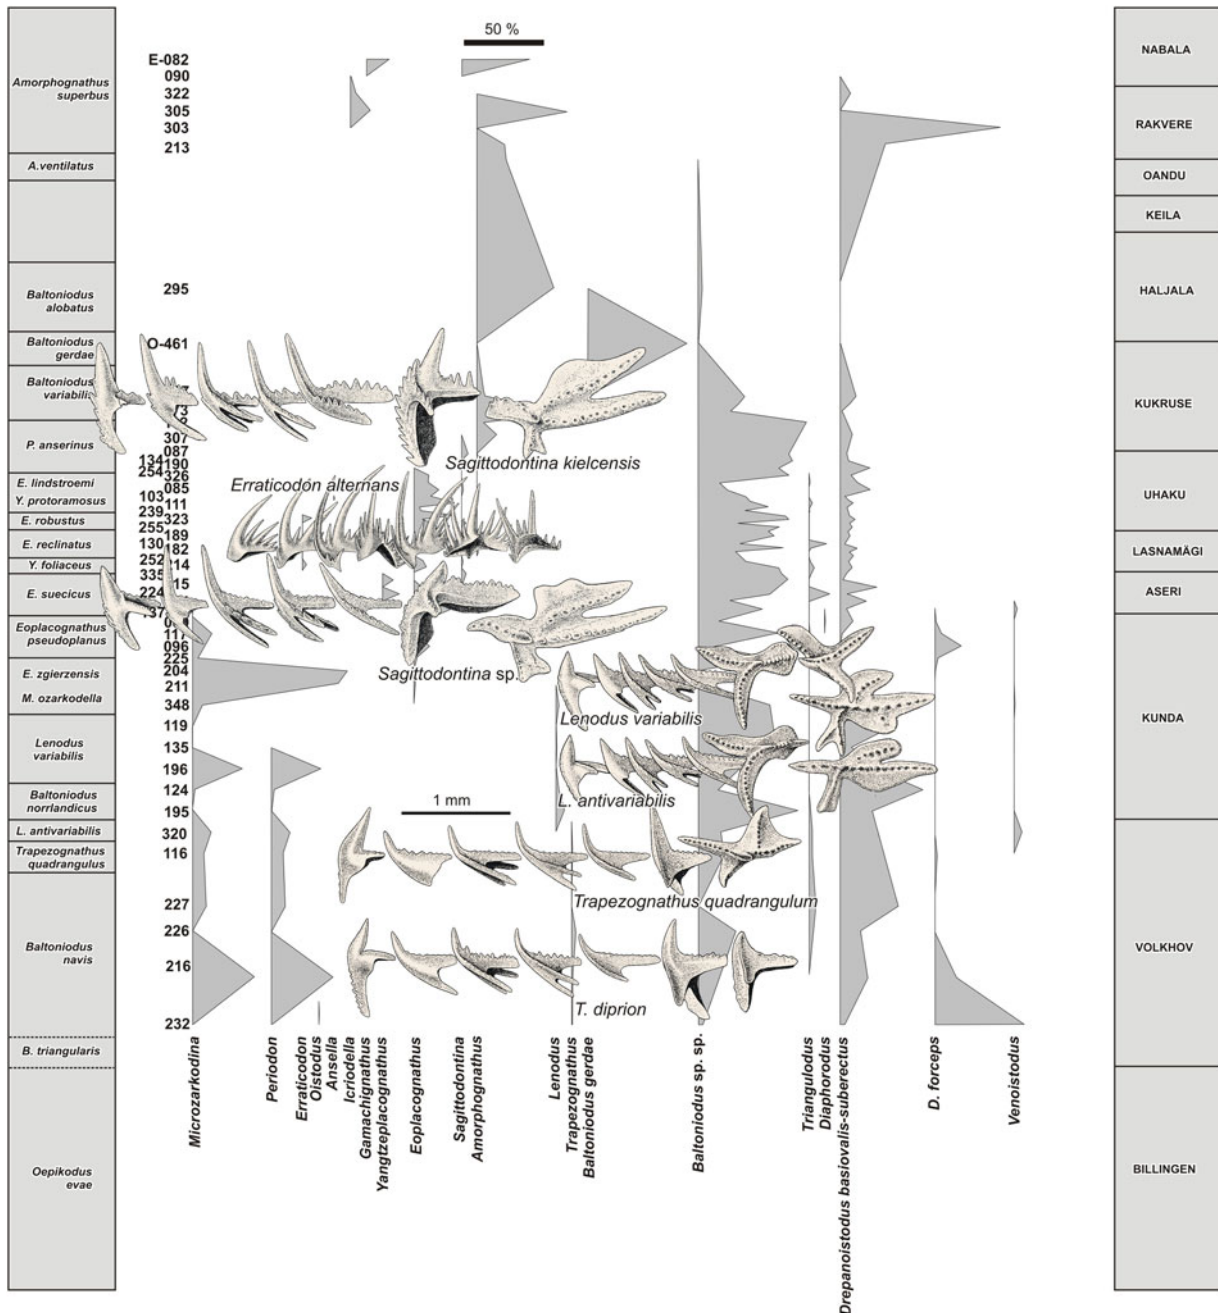 50 %
Amorphognathus
superbus
A.ventilatus
Baltoniodus
alobatus
Baltoniodus
gerdae
Baltoniodus
variabilis
P. anserinus
E. lindstroemi
Y. protoramosus
E. robustus
E. reclinatus
Y. foliaceus
E. suecicus
Eoplacognathus
pseudoplanus
E. zgierzensis
M. ozarkodella
Lenodus
variabilis
Baltoniodus
norrlandicus
L. antivariabilis
Trapezognathus
quadrangulus
Baltoniodus
navis
B. triangularis
Oepikodus
evae
E-082
090
322
305
303
213
295
O-461
307
087
134
190
254
326
085
103
111
239
323
255
189
130
182
252
214
335
224
117
096
225
204
211
348
119
135
196
124
195
320
116
227
226
216
232
Sagittodontina kielcensis
Erraticodon alternans
Sagittodontina sp.
Lenodus variabilis
L. antivariabilis
1 mm
Trapezognathus quadrangulum
T. diprion
Microzarkodina
Periodon
Erraticodon
Oistodus
Ansella
Icriodella
Gamachignathus
Yangtzeplacognathus
Eoplacognathus
Sagittodontina
Amorphognathus
Lenodus
Trapezognathus
Baltoniodus gerdae
Baltoniodus sp. sp.
Triangulodus
Diaphorodus
Drepanoistodus basiovalis-suberectus
D. forceps
Venoistodus
NABALA
RAKVERE
OANDU
KEILA
HALJALA
KUKRUSE
UHAKU
LASNAMÄGI
ASERI
KUNDA
VOLKHOV
BILLINGEN